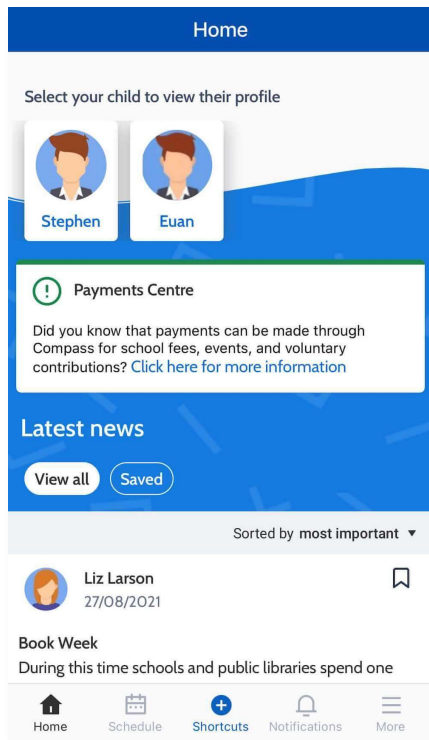 Home
Select your child to view their profile
Stephen
Euan
Payments Centre
Did you know that payments can be made through
Compass for school fees, events, and voluntary
contributions? Click here for more information
Latest news
View all
Saved
Sorted by most important
Liz Larson
27/08/2021
Book Week
During this time schools and public libraries spend one
Home
Schedule
Shortcuts
Notifications
More